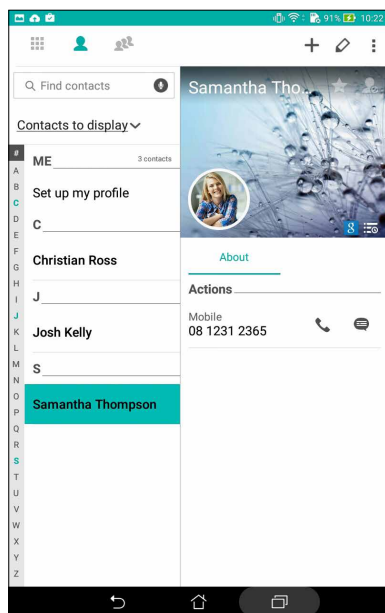 91% 10:22
Find contacts
Samantha Tho...
Contacts to display
#
A
B
C
D
E
F
G
H
I
J
K
L
M
N
O
P
Q
R
S
T
U
V
W
X
Y
Z
ME 3 contacts
Set up my profile
C
Christian Ross
J
Josh Kelly
S
Samantha Thompson
8
About
Actions
Mobile
08 1231 2365